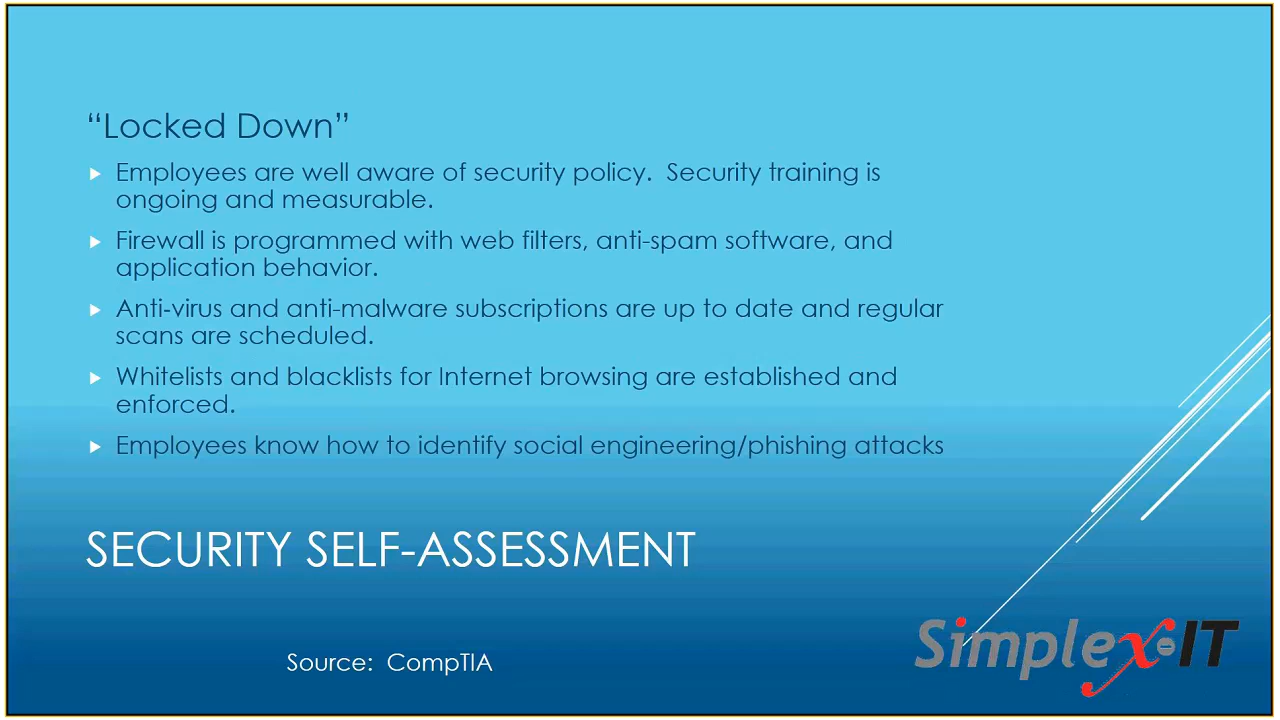 “Locked Down”
Employees are well aware of security policy.  Security training is
ongoing and measurable.
Firewall is programmed with web filters, anti-spam software, and
application behavior.
Anti-virus and anti-malware subscriptions are up to date and regular
scans are scheduled.
Whitelists and blacklists for Internet browsing are established and
enforced.
Employees know how to identify social engineering/phishing attacks
SECURITY SELF-ASSESSMENT
Source:  CompTIA
Simplex-IT